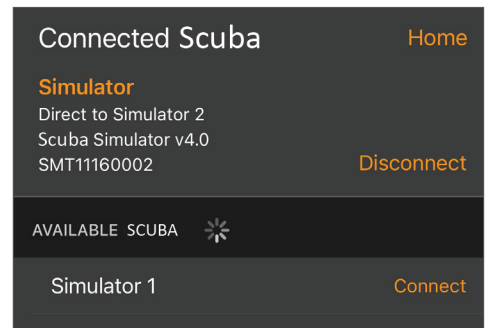 Connected Scuba
Home
Simulator
Direct to Simulator 2
Scuba Simulator v4.0
SMT11160002
Disconnect
AVAILABLE SCUBA
Simulator 1
Connect